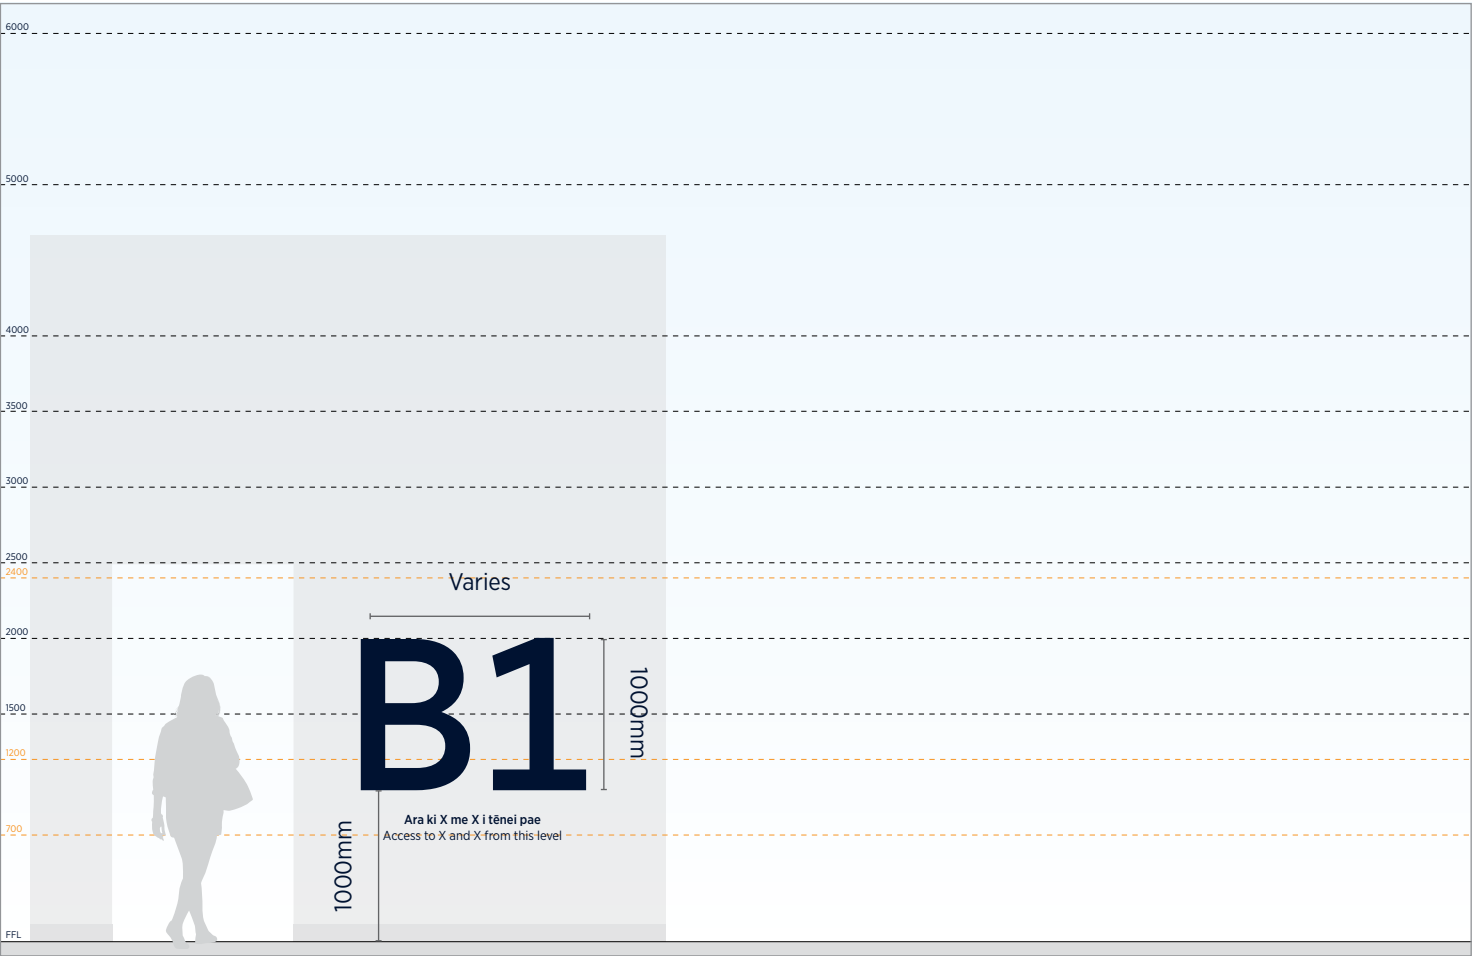 6000
5000
4000
3500
3000
2500
2400
Varies
2000
B1
1000mm
1500
1200
Ara ki X me X i tēnei pae
700
Access to X and X from this level
1000mm
FFL